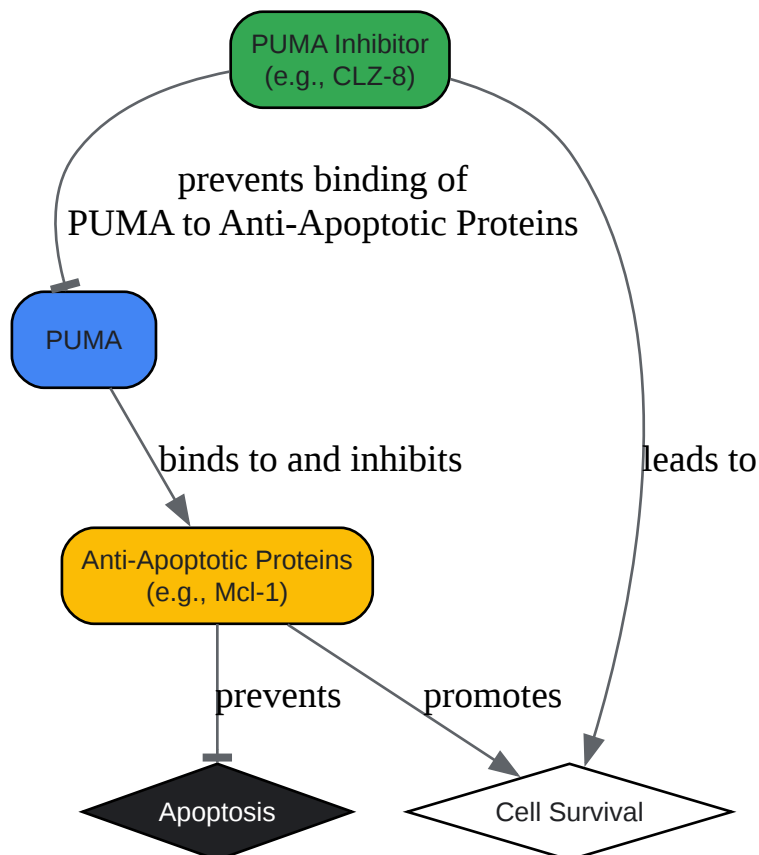 PUMA Inhibitor
(e.g., CLZ-8)
prevents binding of
PUMA to Anti-Apoptotic Proteins
PUMA
binds to and inhibits
leads to
Anti-Apoptotic Proteins
(e.g., Mcl-1)
prevents
promotes
Apoptosis
Cell Survival